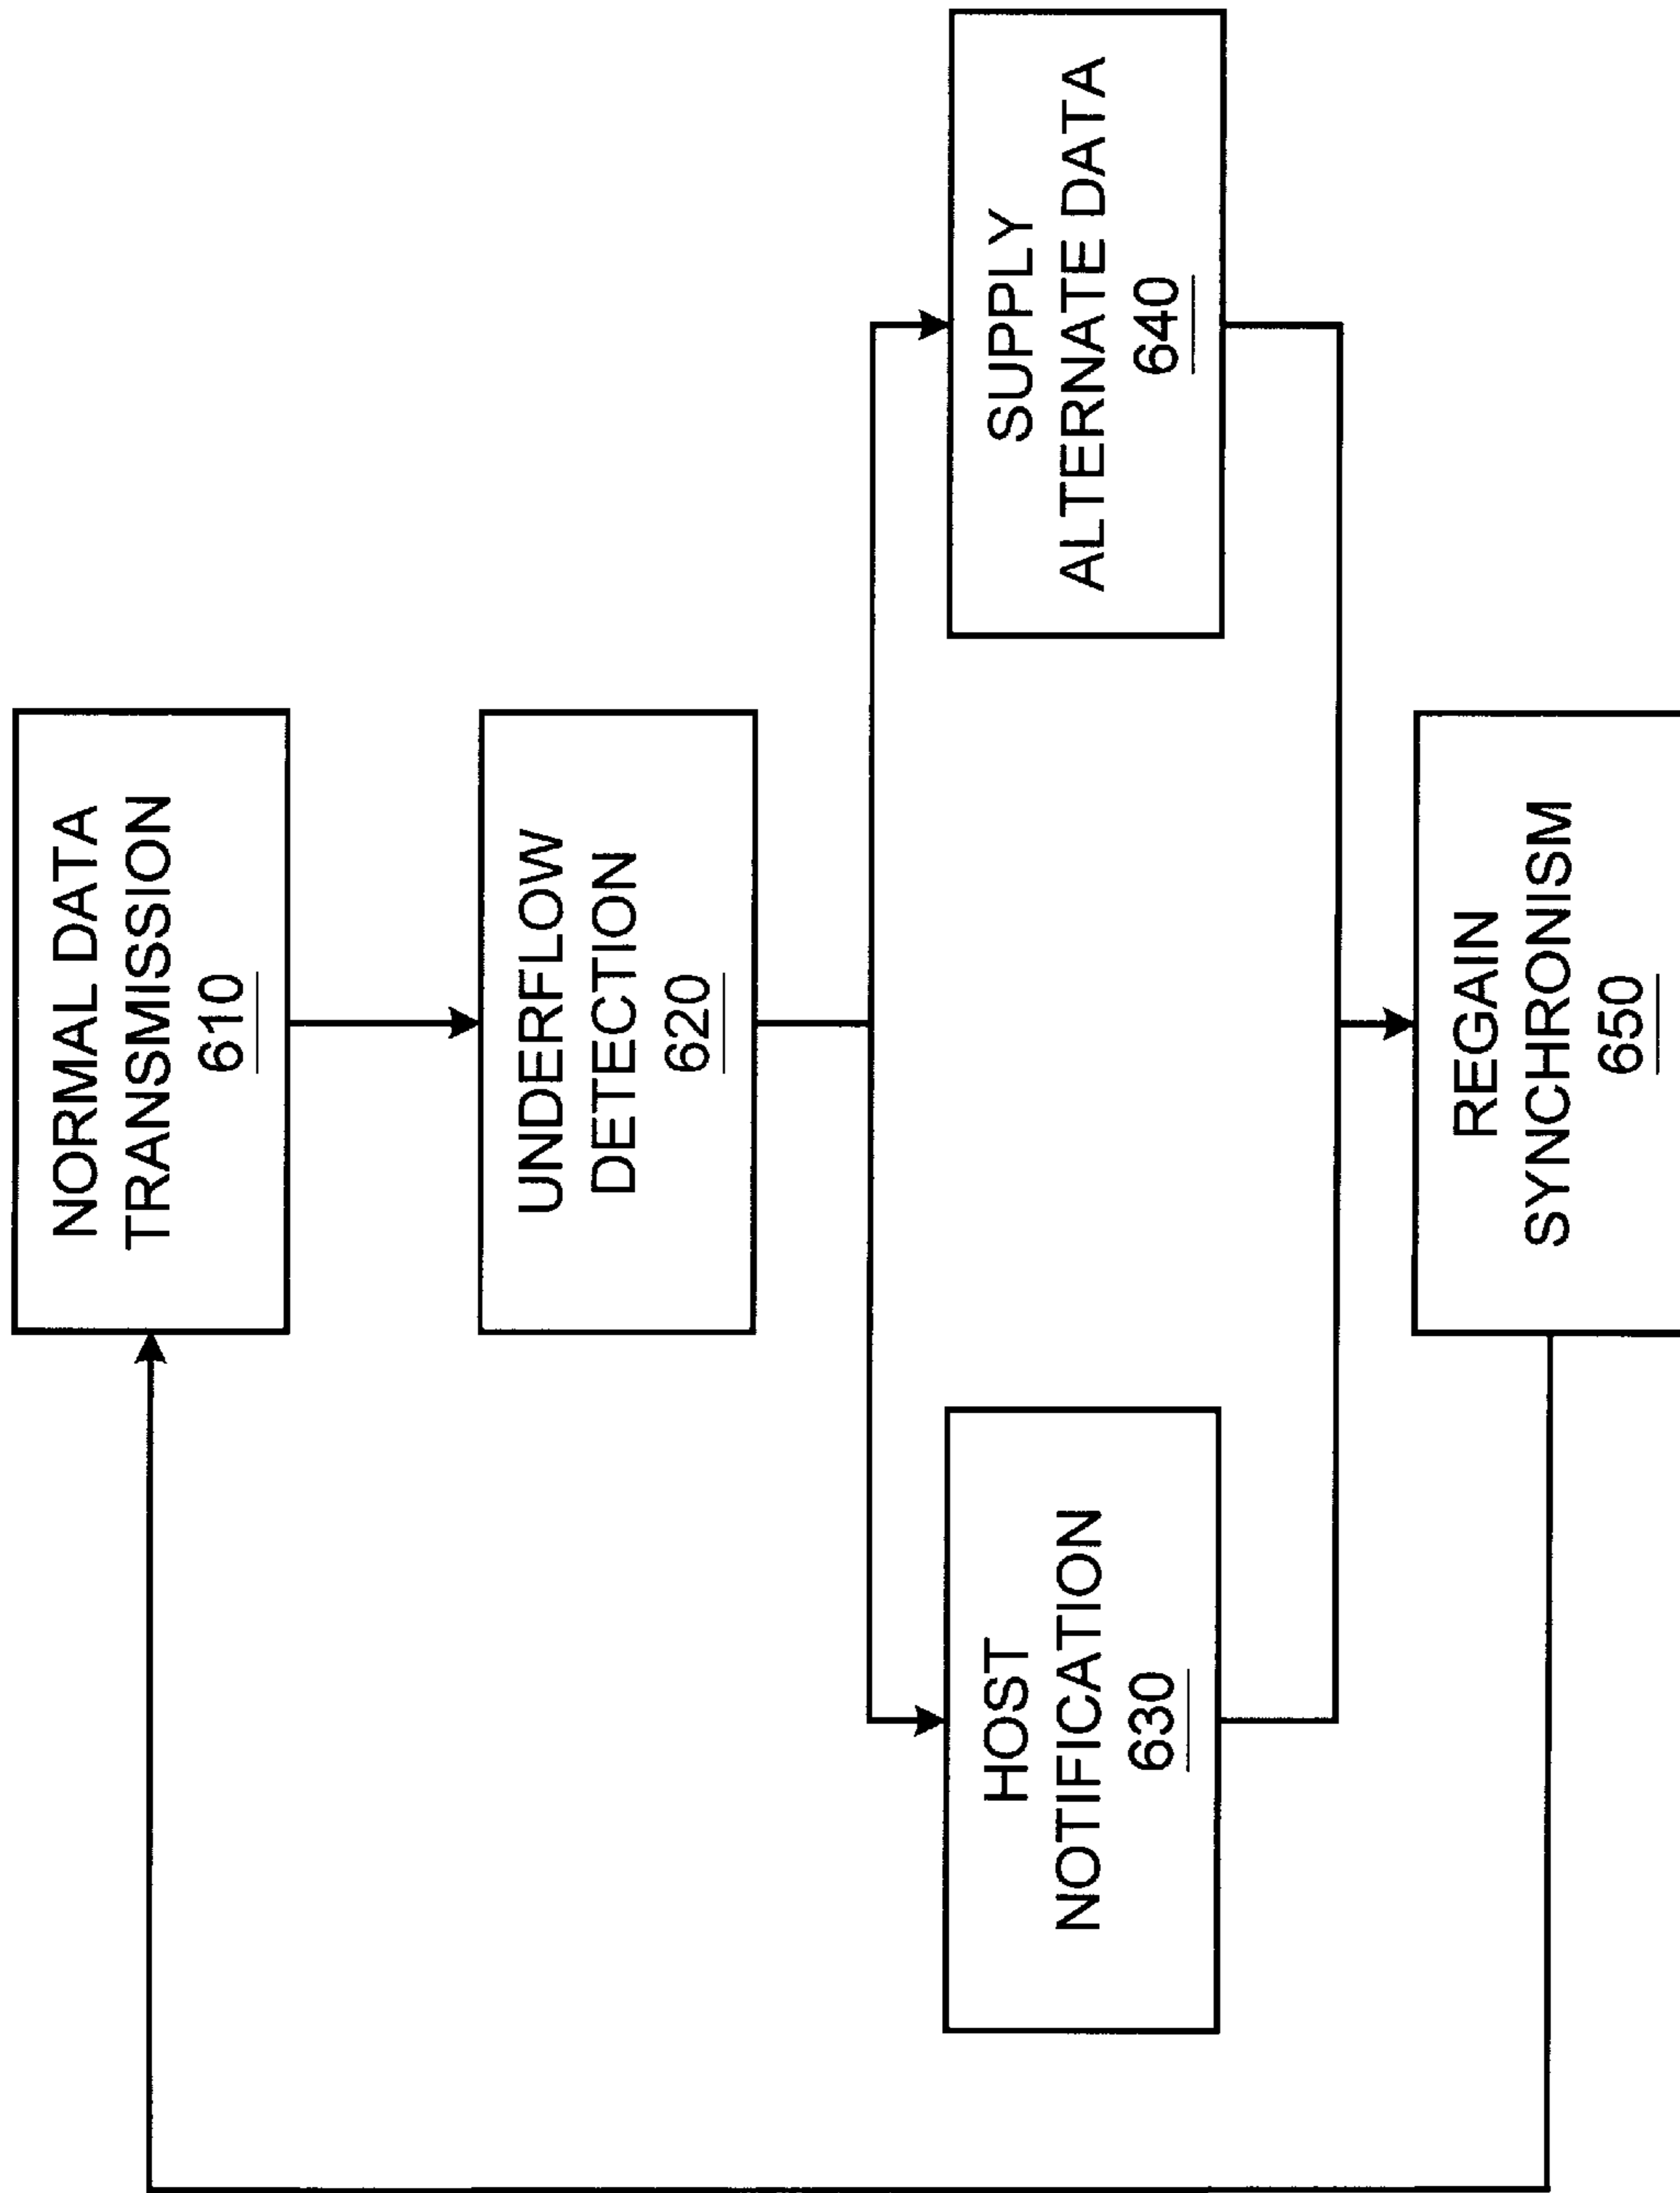 NORMAL DATA
TRANSMISSION
610
UNDERFLOW
DETECTION
620
HOST
NOTIFICATION
630
SUPPLY
ALTERNATE DATA
640
REGAIN
SYNCHRONISM
650